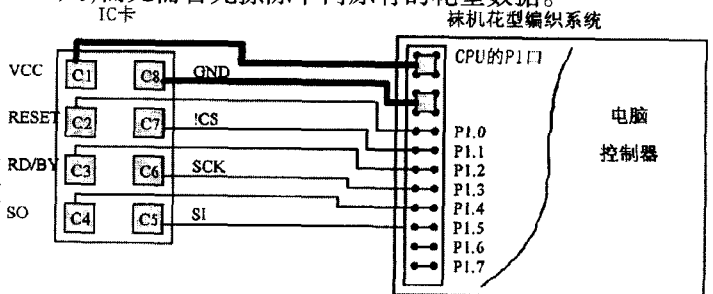 IC卡
袜机花型编织系统
VCC C1 C8 GND
CPU的P1口
RESET C2 C7 !CS
RD/BY C3 C6 SCK
SO C4 C5 SI
P1.0
P1.1
P1.2
P1.3
P1.4
P1.5
P1.6
P1.7
电脑
控制器